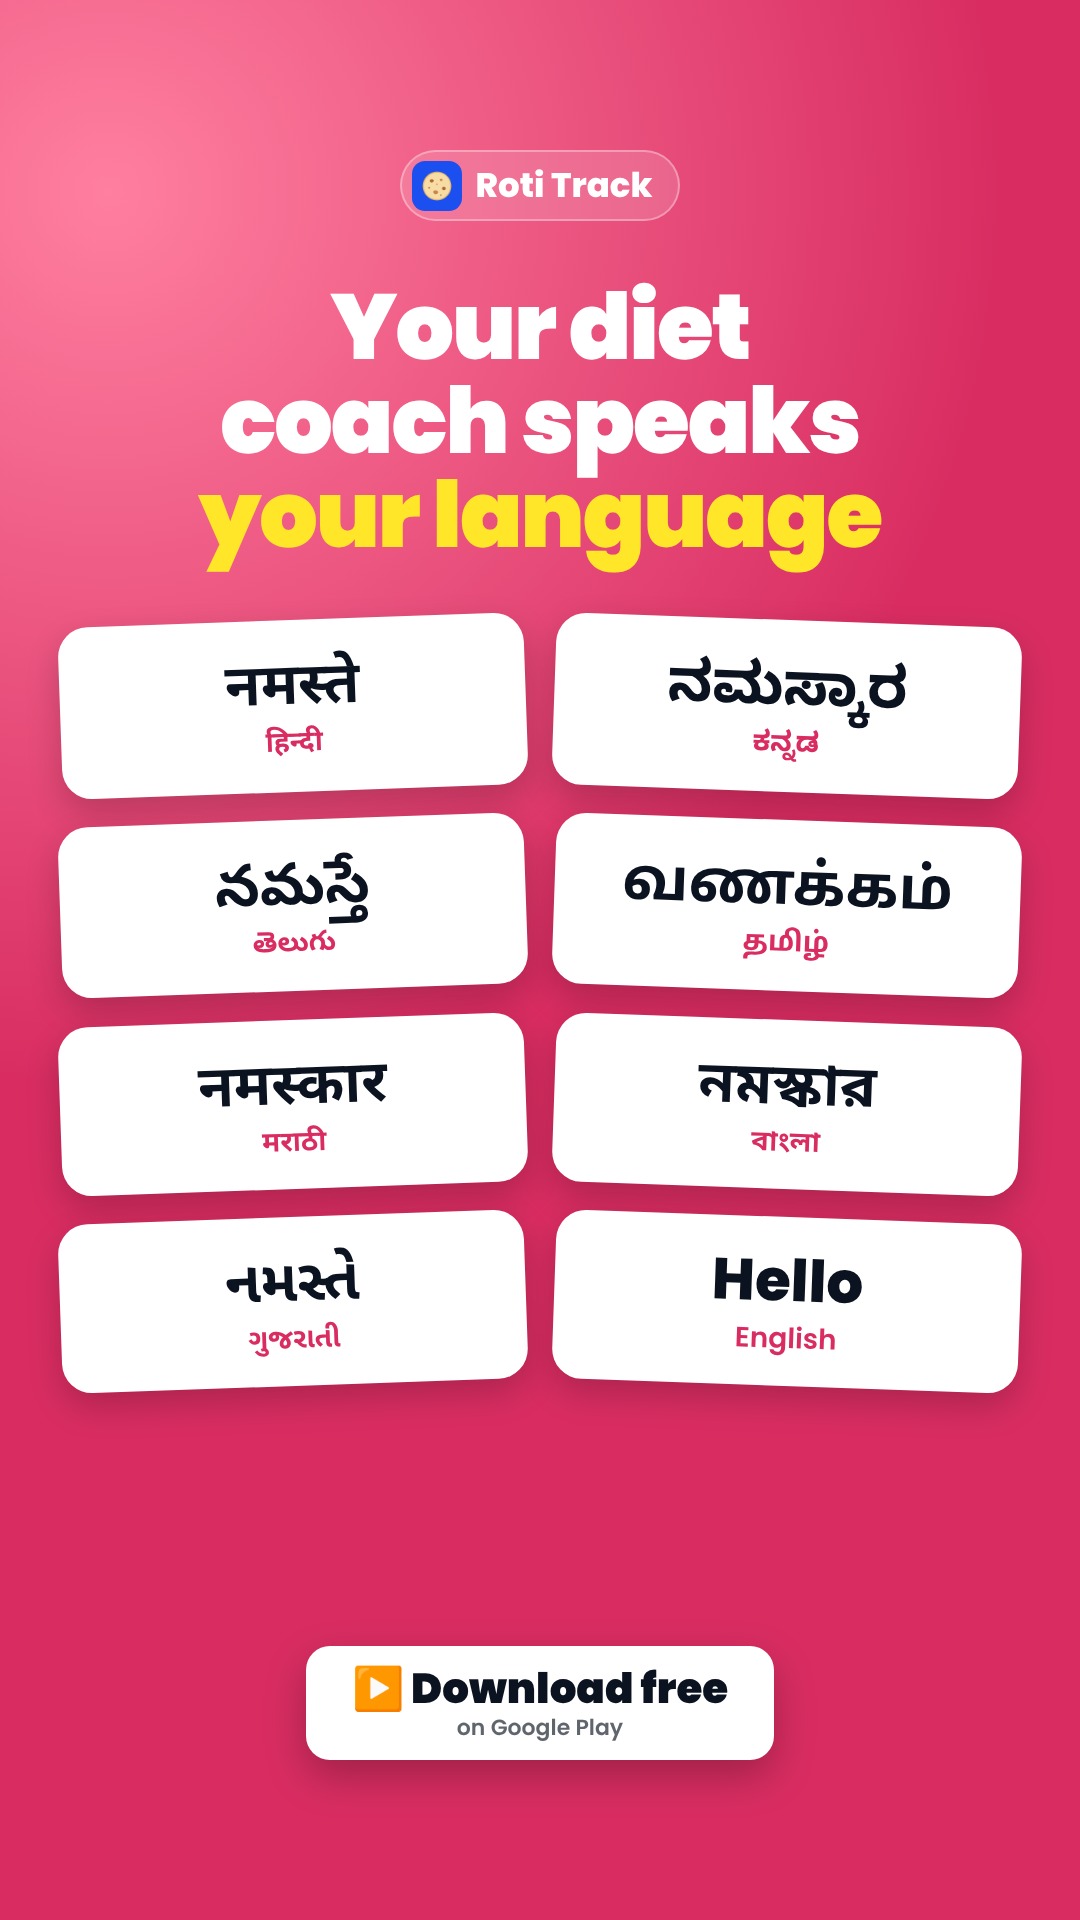 Roti Track
Your diet
coach speaks
your language
नमस्ते
हिन्दी
ನಮಸ್ಕಾರ
ಕನ್ನಡ
నమస్తే
తెలుగు
வணக்கம்
தமிழ்
नमस्कार
मराठी
নমস্কার
বাংলা
નમસ્તે
ગુજરાતી
Hello
English
Download free
on Google Play